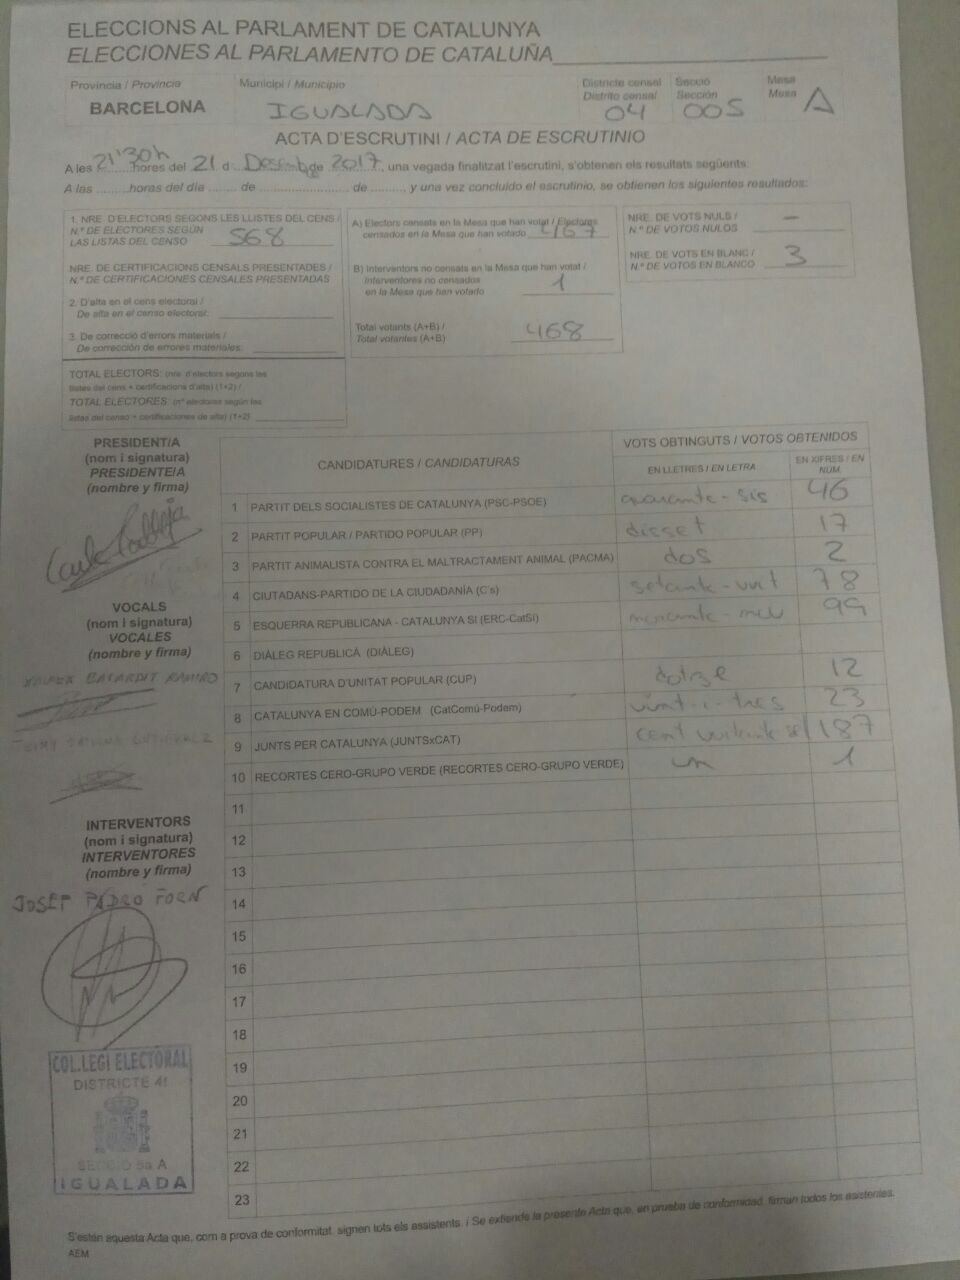 ELECCIONS AL PARLAMENT DE CATALUNYA
ELECCIONES AL PARLAMENTO DE CATALUÑA
Província / Provincia
BARCELONA
Municipi / Municipio
IGUALADA
Districte censal
Distrito censal
04
Secció
Sección
005
Mesa
Mesa
A
ACTA D'ESCRUTINI / ACTA DE ESCRUTINIO
A les 21'30h hores del 21 d Desembre de 2017, una vegada finalitzat l'escrutini, s'obtenen els resultats següents:
A las ........ horas del día ....... de ..................... de ........, y una vez concluido el escrutinio, se obtienen los siguientes resultados:
1. NRE. D'ELECTORS SEGONS LES LLISTES DEL CENS /
N.º DE ELECTORES SEGÚN
LAS LISTAS DEL CENSO 568
NRE. DE CERTIFICACIONS CENSALS PRESENTADES /
N.º DE CERTIFICACIONES CENSALES PRESENTADAS
2. D'alta en el cens electoral /
De alta en el censo electoral:
3. De correcció d'errors materials /
De corrección de errores materiales:
TOTAL ELECTORS: (nre. d'electors segons les
llistes del cens + certificacions d'alta) (1+2) /
TOTAL ELECTORES: (nº electores según las
listas del censo + certificaciones de alta) (1+2)
A) Electors censats en la Mesa que han votat / Electores
censados en la Mesa que han votado 467
B) Interventors no censats en la Mesa que han votat /
Interventores no censados
en la Mesa que han votado 1
Total votants (A+B) /
Total votantes (A+B) 468
NRE. DE VOTS NULS /
N.º DE VOTOS NULOS -
NRE. DE VOTS EN BLANC /
N.º DE VOTOS EN BLANCO 3
PRESIDENT/A
(nom i signatura)
PRESIDENTE/A
(nombre y firma)
VOCALS
(nom i signatura)
VOCALES
(nombre y firma)
INTERVENTORS
(nom i signatura)
INTERVENTORES
(nombre y firma)
JOSEP
COL.LEGI ELECTORAL
DISTRICTE 4t
SECCIO 5a A
IGUALADA
CANDIDATURES / CANDIDATURAS
VOTS OBTINGUTS / VOTOS OBTENIDOS
EN LLETRES / EN LETRA
EN XIFRES / EN NÚM.
1 PARTIT DELS SOCIALISTES DE CATALUNYA (PSC-PSOE) quaranta-sis 46
2 PARTIT POPULAR / PARTIDO POPULAR (PP) disset 17
3 PARTIT ANIMALISTA CONTRA EL MALTRACTAMENT ANIMAL (PACMA) dos 2
4 CIUTADANS-PARTIDO DE LA CIUDADANÍA (C's) setanta-vuit 78
5 ESQUERRA REPUBLICANA - CATALUNYA SI (ERC-CatSí) 99
6 DIÀLEG REPUBLICÀ (DIÀLEG)
7 CANDIDATURA D'UNITAT POPULAR (CUP) dotze 12
8 CATALUNYA EN COMÚ-PODEM (CatComú-Podem) vint-i-tres 23
9 JUNTS PER CATALUNYA (JUNTSxCAT) cent vuitanta set 187
10 RECORTES CERO-GRUPO VERDE (RECORTES CERO-GRUPO VERDE) un 1
11
12
13
14
15
16
17
18
19
20
21
22
23
S'estén aquesta Acta que, com a prova de conformitat, signen tots els assistents. / Se extiende la presente Acta que, en prueba de conformidad, firman todos los asistentes.
AEM